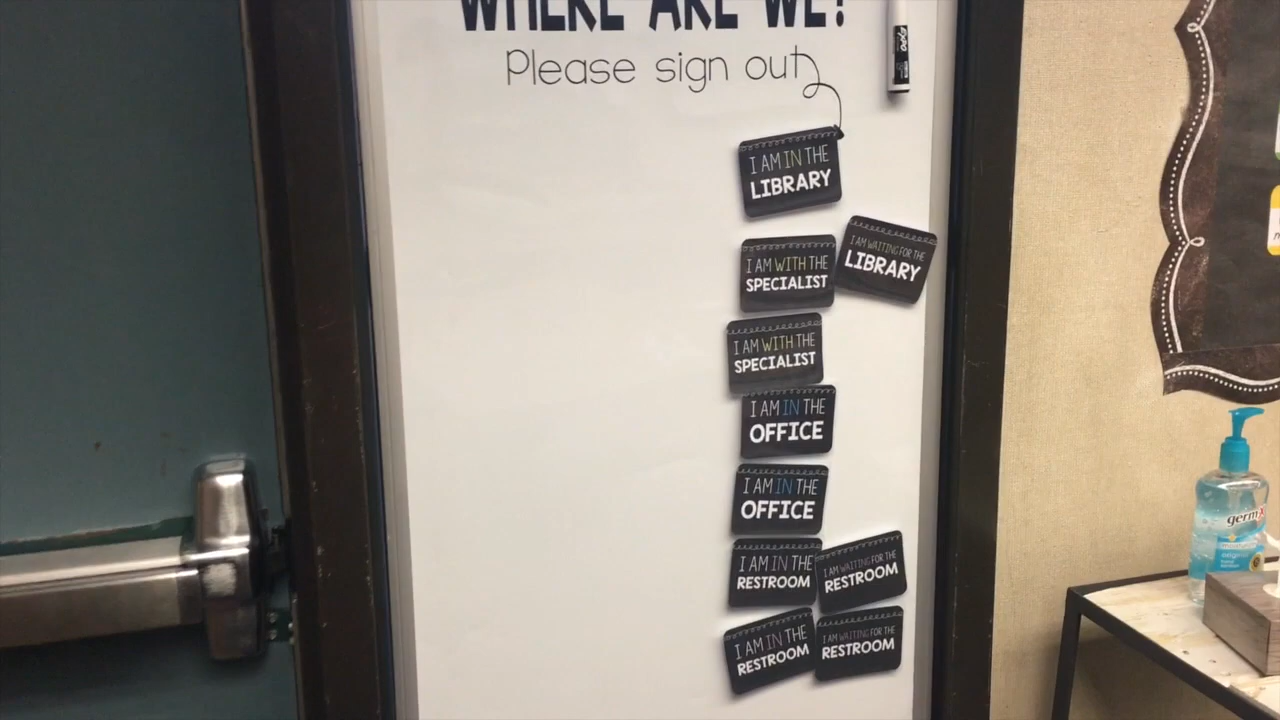 WHERE ARE WE?
Please sign out
EXPO
I AM IN THE
LIBRARY
I AM WITH THE
SPECIALIST
I AM WAITING FOR THE
LIBRARY
I AM WITH THE
SPECIALIST
I AM IN THE
OFFICE
I AM IN THE
OFFICE
I AM IN THE
RESTROOM
I AM WAITING FOR THE
RESTROOM
I AM IN THE
RESTROOM
I AM WAITING FOR THE
RESTROOM
germx